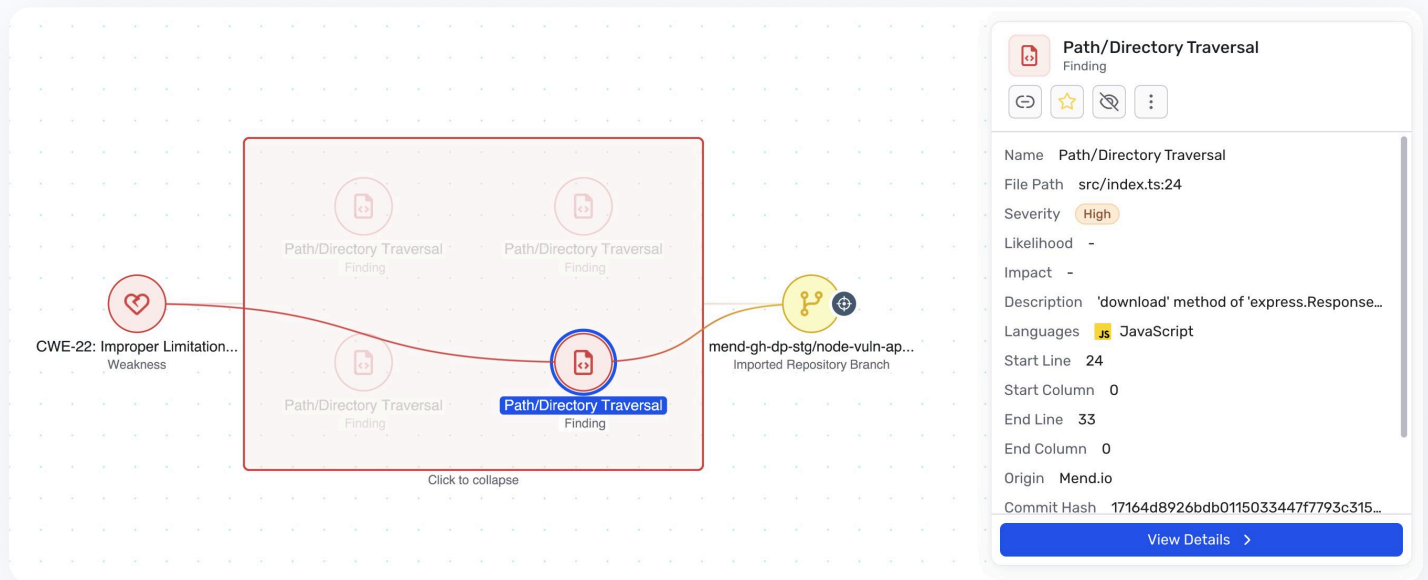 Path/Directory Traversal
Finding
Path/Directory Traversal
Finding
CWE-22: Improper Limitation...
Weakness
mend-gh-dp-stg/node-vuln-ap...
Imported Repository Branch
Path/Directory Traversal
Finding
Path/Directory Traversal
Finding
Click to collapse
Path/Directory Traversal
Finding
Name Path/Directory Traversal
File Path src/index.ts:24
Severity High
Likelihood -
Impact -
Description 'download' method of 'express.Response...
Languages JS JavaScript
Start Line 24
Start Column 0
End Line 33
End Column 0
Origin Mend.io
Commit Hash 17164d8926bdb0115033447f7793c315...
View Details